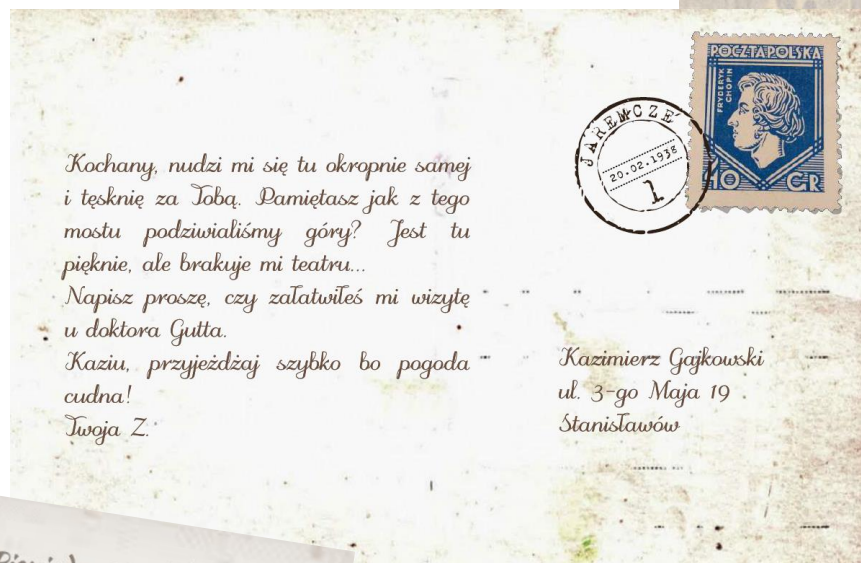 POCZTA POLSKA
FRYDERYK
CHOPIN
10 GR
JAREMCZE
20.02.1938
1
Kochany, nudzi mi się tu okropnie samej
i tęsknię za Tobą. Pamiętasz jak z tego
mostu podziwialiśmy góry? Jest tu
pięknie, ale brakuje mi teatru...
Napisz proszę, czy załatwiłeś mi wizytę
u doktora Gutta.
Kaziu, przyjeżdżaj szybko bo pogoda
cudna!
Twoja Z.
Kazimierz Gajkowski
ul. 3-go Maja 19
Stanisławów